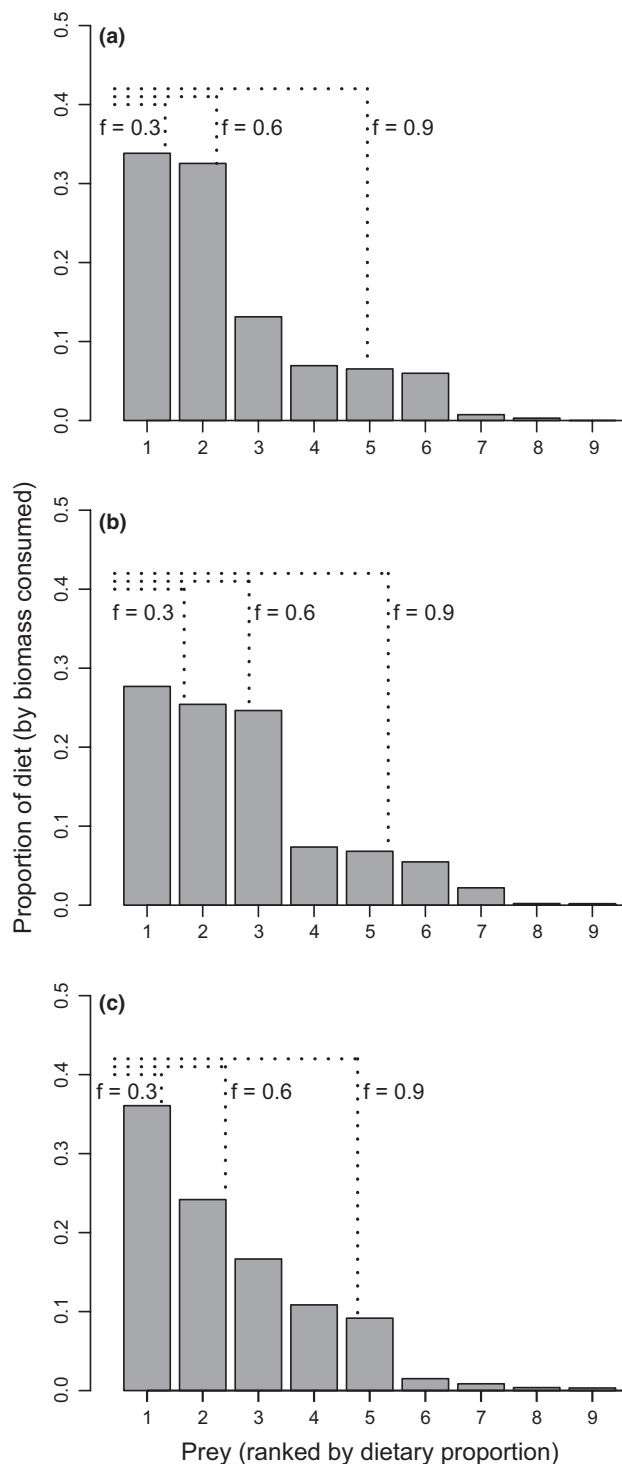 (a)
0.5
0.4
0.3
0.2
0.1
0.0
f = 0.3
f = 0.6
f = 0.9
1 2 3 4 5 6 7 8 9
(b)
0.5
0.4
0.3
0.2
0.1
0.0
f = 0.3
f = 0.6
f = 0.9
1 2 3 4 5 6 7 8 9
Proportion of diet (by biomass consumed)
(c)
0.5
0.4
0.3
0.2
0.1
0.0
f = 0.3
f = 0.6
f = 0.9
1 2 3 4 5 6 7 8 9
Prey (ranked by dietary proportion)